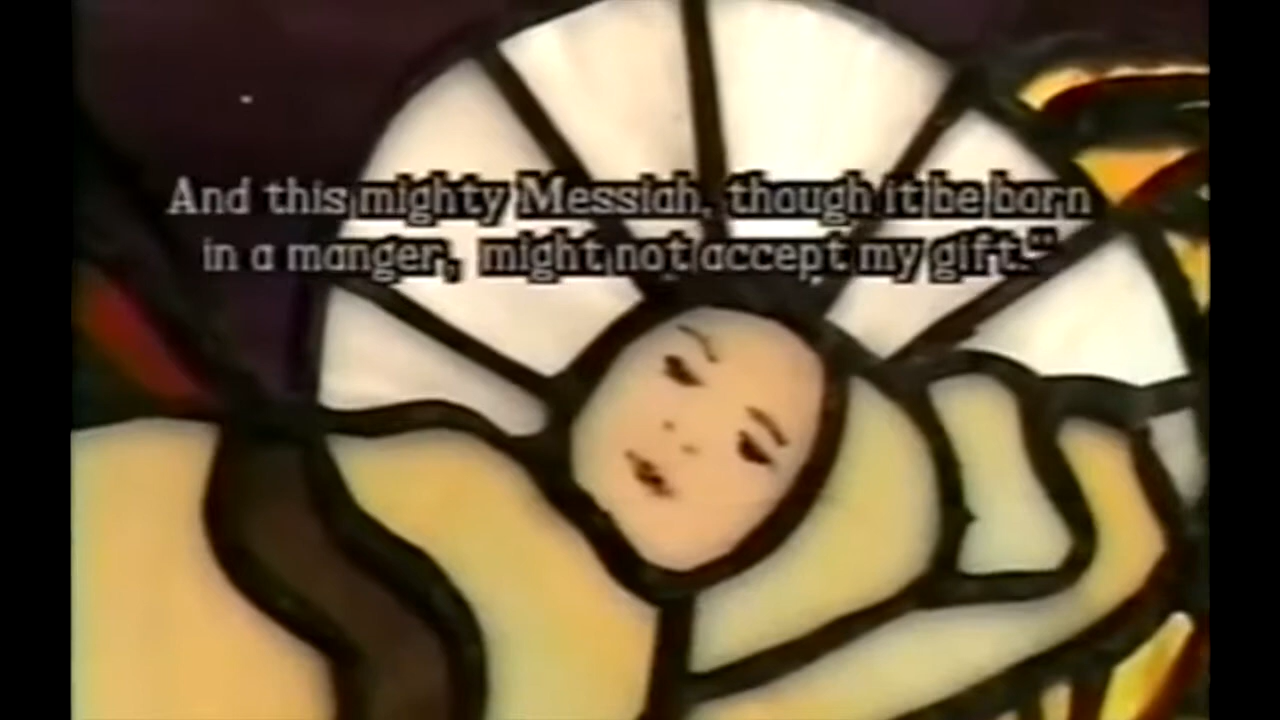 And this mighty Messiah, though it be born
in a manger, might not accept my gift."